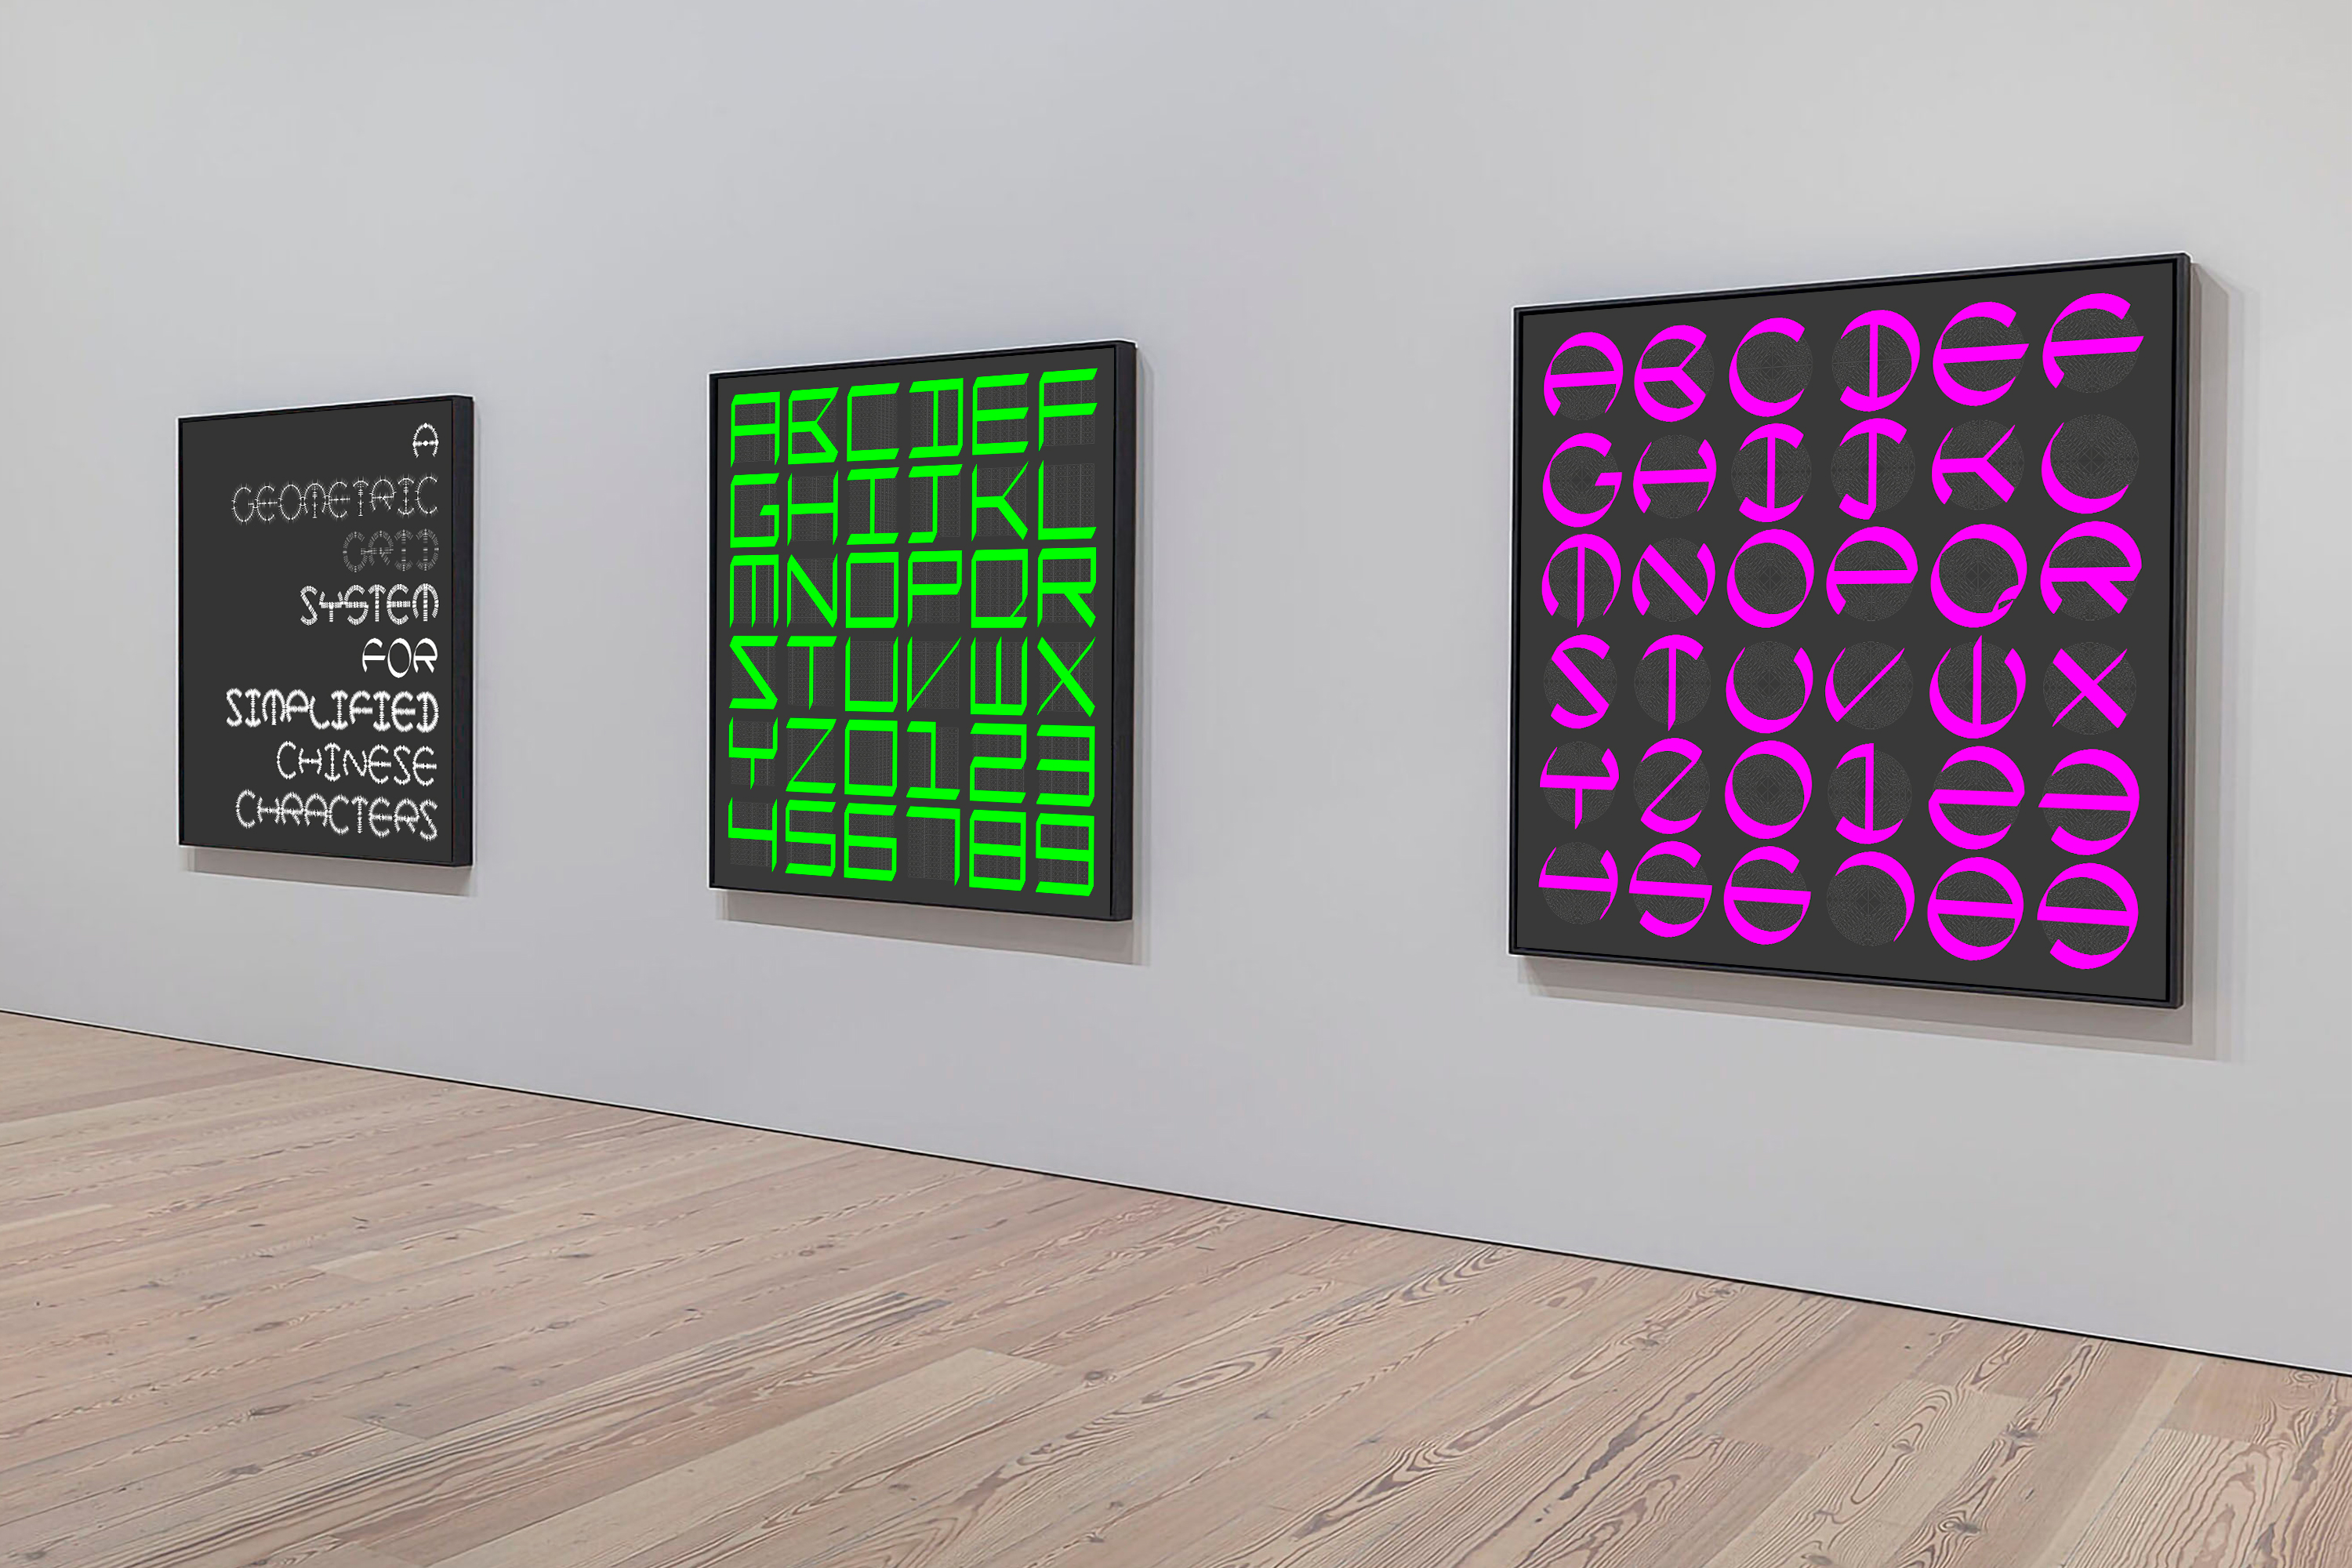 A
GEOMETRIC
GRID
SYSTEM
FOR
SIMPLIFIED
CHINESE
CHARACTERS
ABCDEF
GHIJKL
MNOPQR
STUVWX
YZ0123
456789
ABCDEF
GHIJKL
MNOPQR
STUVWX
YZ0123
456789